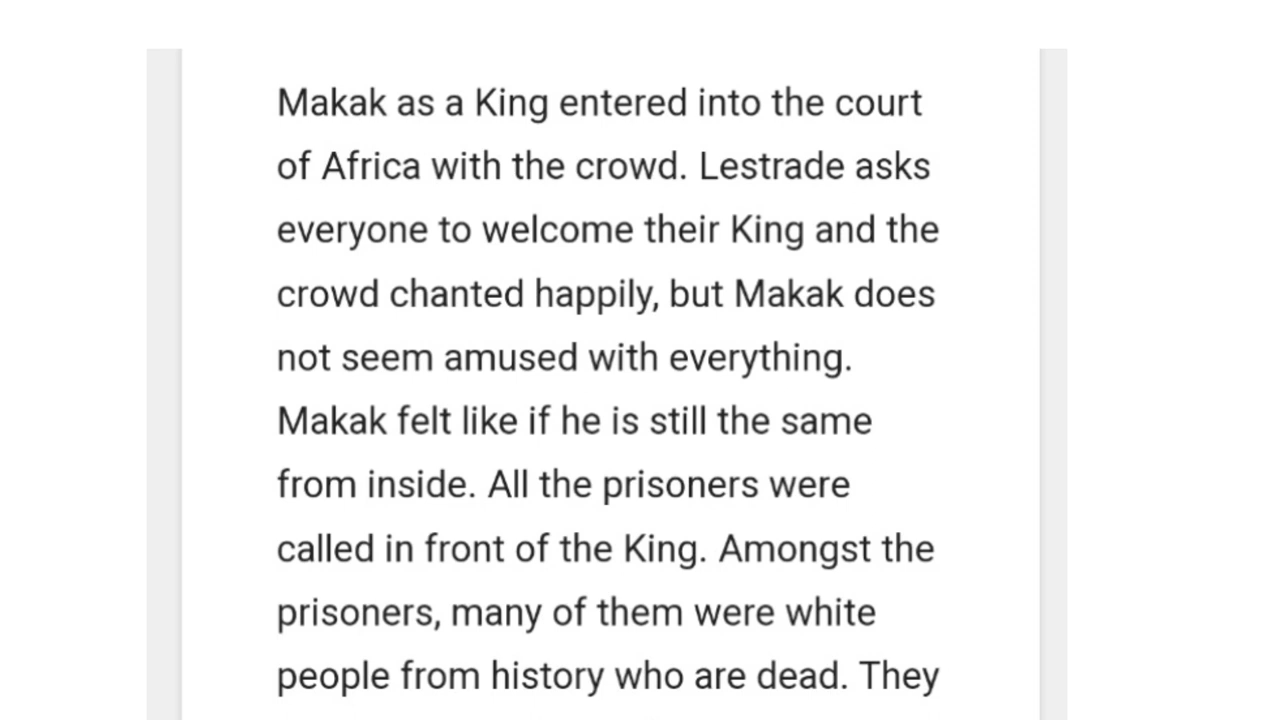 Makak as a King entered into the court
of Africa with the crowd. Lestrade asks
everyone to welcome their King and the
crowd chanted happily, but Makak does
not seem amused with everything.
Makak felt like if he is still the same
from inside. All the prisoners were
called in front of the King. Amongst the
prisoners, many of them were white
people from history who are dead. They